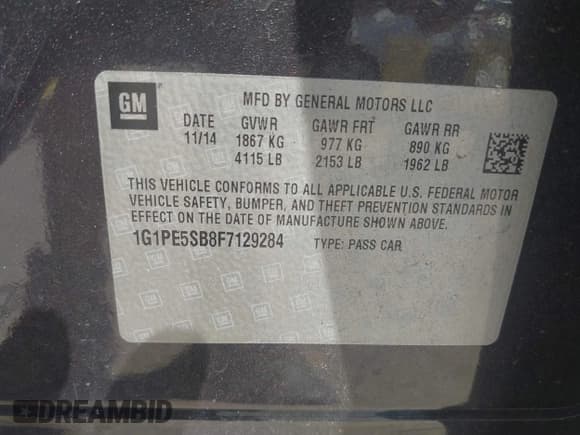 GM
MFD BY GENERAL MOTORS LLC
DATE GVWR GAWR FRT GAWR RR
11/14 1867 KG 977 KG 890 KG
4115 LB 2153 LB 1962 LB
THIS VEHICLE CONFORMS TO ALL APPLICABLE U.S. FEDERAL MOTOR
VEHICLE SAFETY, BUMPER, AND THEFT PREVENTION STANDARDS IN
EFFECT ON THE DATE OF MANUFACTURE SHOWN ABOVE.
1G1PE5SB8F7129284 TYPE: PASS CAR
DREAMBID